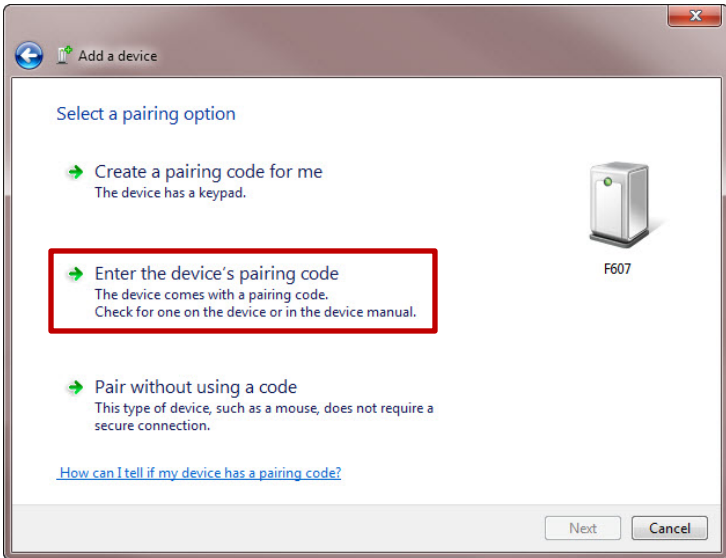 Add a device
Select a pairing option
Create a pairing code for me
The device has a keypad.
Enter the device's pairing code
The device comes with a pairing code.
Check for one on the device or in the device manual.
F607
Pair without using a code
This type of device, such as a mouse, does not require a
secure connection.
How can I tell if my device has a pairing code?
Next
Cancel